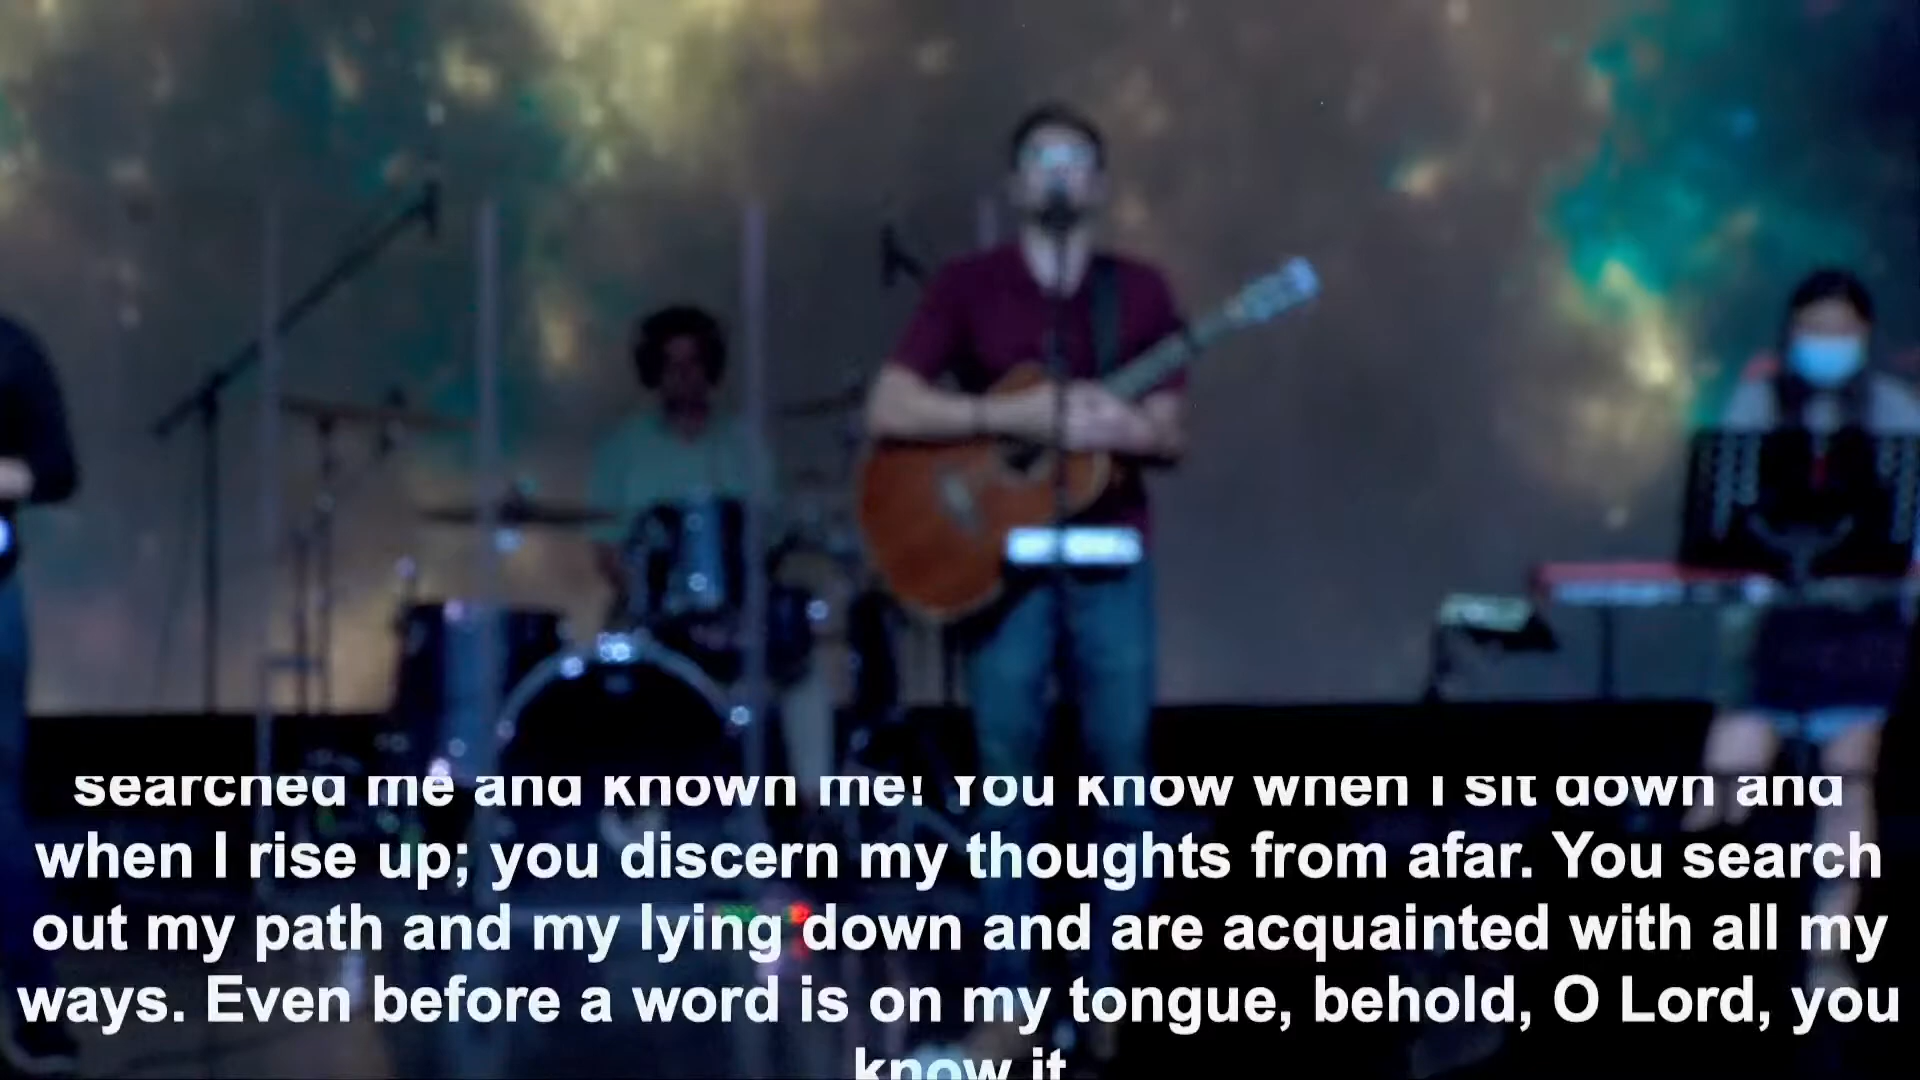 searched me and known me! You know when I sit down and
when I rise up; you discern my thoughts from afar. You search
out my path and my lying down and are acquainted with all my
ways. Even before a word is on my tongue, behold, O Lord, you
know it